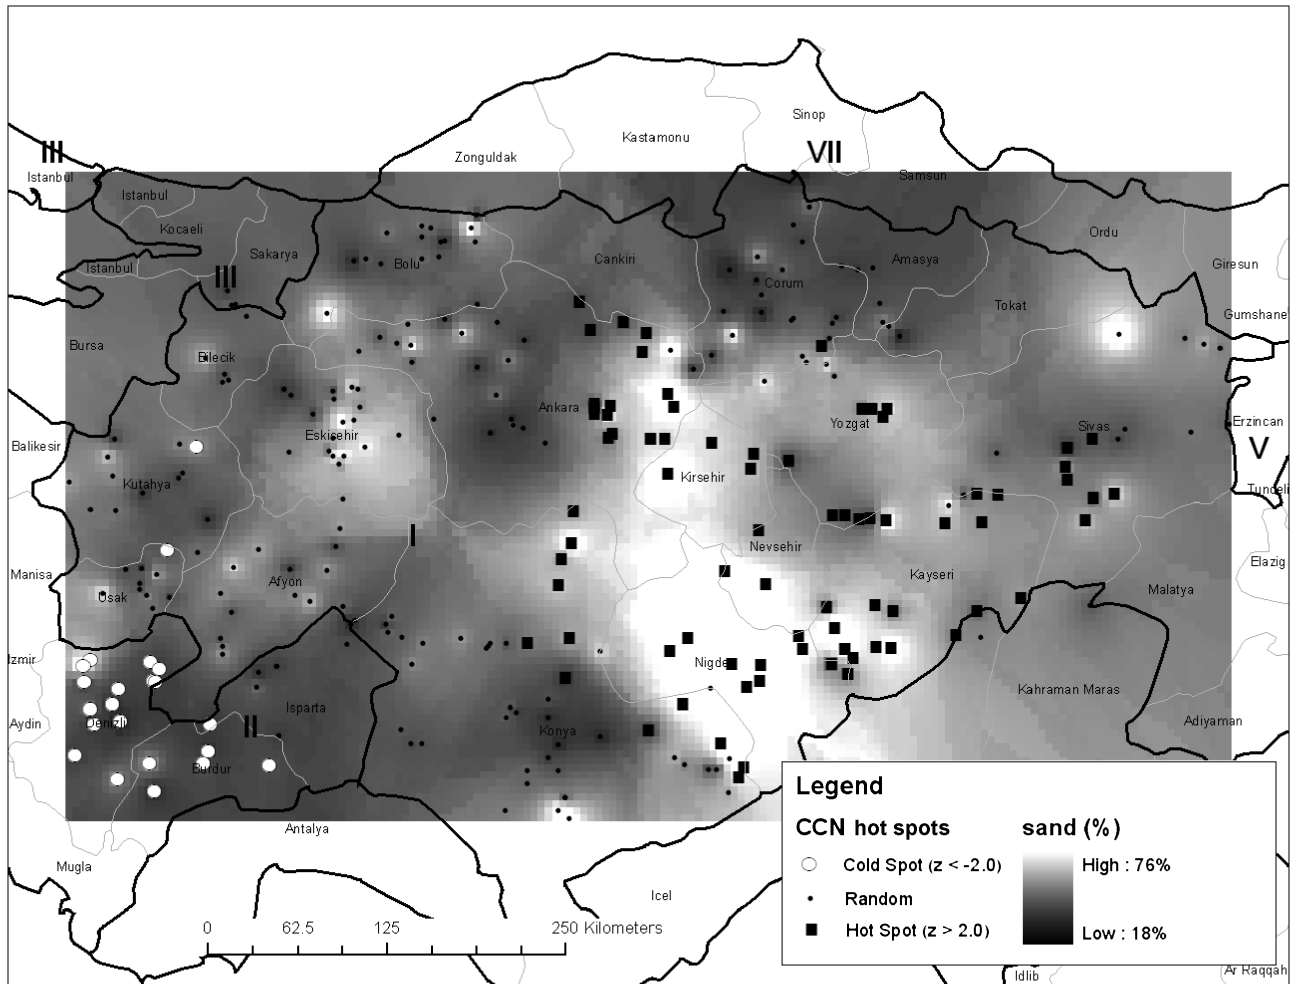 Sinop
Kastamonu
III
VII
Zonguldak
Istanbul
Samsun
Istanbul
Kocaeli
Ordu
Sakarya
Cankiri
Amasya
Istanbul
Bolu
Giresun
III
Corum
Tokat
Gumshane
Bursa
Bilecik
Ankara
Yozgat
Sivas
Erzincan
Eskisehir
Balikesir
V
Kutahya
Kirsehir
Tunceli
I
Nevsehir
Elazig
Manisa
Afyon
Kayseri
Usak
Malatya
Izmir
Nigde
Kahraman Maras
Isparta
Aydin
Denizli
II
Konya
Adiyaman
Burdur
Antalya
Mugla
Icel
Legend
CCN hot spots
sand (%)
Cold Spot (z < -2.0)
High : 76%
Random
Hot Spot (z > 2.0)
Low : 18%
0 62.5 125 250 Kilometers
Idlib
Ar Raqqah